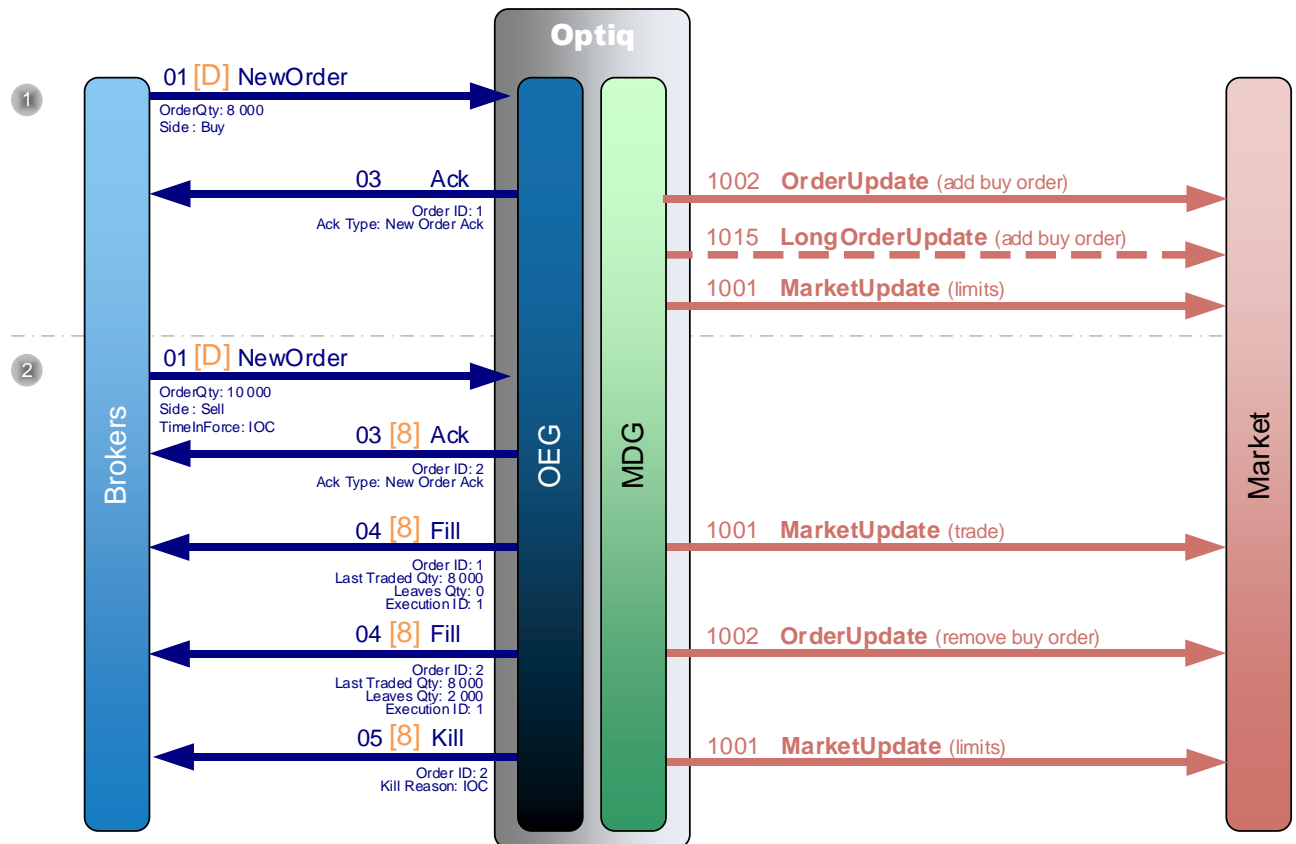 Optiq
1
01 [D] NewOrder
OrderQty: 8 000
Side : Buy
03 Ack
Order ID: 1
Ack Type: New Order Ack
1002 OrderUpdate (add buy order)
1015 LongOrderUpdate (add buy order)
1001 MarketUpdate (limits)
2
01 [D] NewOrder
OrderQty: 10 000
Side : Sell
TimeInForce: IOC
03 [8] Ack
Order ID: 2
Ack Type: New Order Ack
04 [8] Fill
Order ID: 1
Last Traded Qty: 8 000
Leaves Qty: 0
Execution ID: 1
1001 MarketUpdate (trade)
04 [8] Fill
Order ID: 2
Last Traded Qty: 8 000
Leaves Qty: 2 000
Execution ID: 1
1002 OrderUpdate (remove buy order)
05 [8] Kill
Order ID: 2
Kill Reason: IOC
1001 MarketUpdate (limits)
Brokers
OEG
MDG
Market